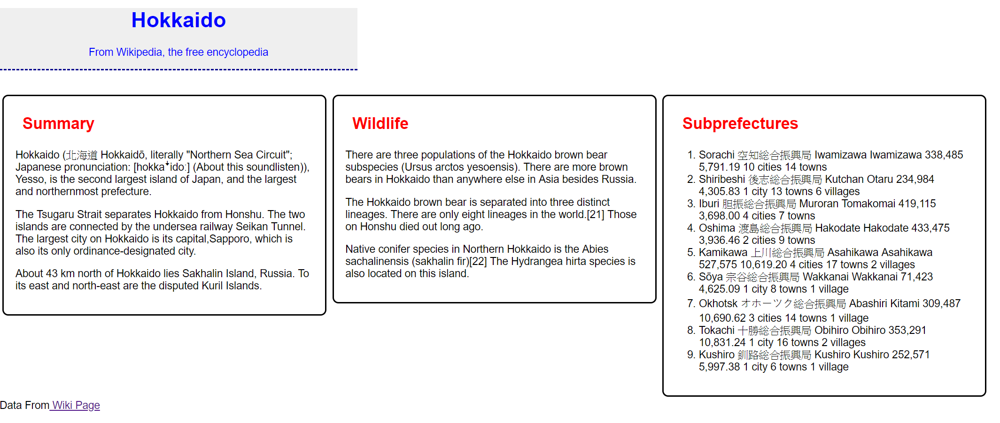 Hokkaido
From Wikipedia, the free encyclopedia
Summary
Hokkaido (北海道 Hokkaidō, literally "Northern Sea Circuit";
Japanese pronunciation: [hokkaꜜidoː] (About this soundlisten)),
Yesso, is the second largest island of Japan, and the largest
and northernmost prefecture.
The Tsugaru Strait separates Hokkaido from Honshu. The two
islands are connected by the undersea railway Seikan Tunnel.
The largest city on Hokkaido is its capital,Sapporo, which is
also its only ordinance-designated city.
About 43 km north of Hokkaido lies Sakhalin Island, Russia. To
its east and north-east are the disputed Kuril Islands.
Wildlife
There are three populations of the Hokkaido brown bear
subspecies (Ursus arctos yesoensis). There are more brown
bears in Hokkaido than anywhere else in Asia besides Russia.
The Hokkaido brown bear is separated into three distinct
lineages. There are only eight lineages in the world.[21] Those
on Honshu died out long ago.
Native conifer species in Northern Hokkaido is the Abies
sachalinensis (sakhalin fir)[22] The Hydrangea hirta species is
also located on this island.
Subprefectures
1. Sorachi 空知総合振興局 Iwamizawa Iwamizawa 338,485
5,791.19 10 cities 14 towns
2. Shiribeshi 後志総合振興局 Kutchan Otaru 234,984
4,305.83 1 city 13 towns 6 villages
3. Iburi 胆振総合振興局 Muroran Tomakomai 419,115
3,698.00 4 cities 7 towns
4. Oshima 渡島総合振興局 Hakodate Hakodate 433,475
3,936.46 2 cities 9 towns
5. Kamikawa 上川総合振興局 Asahikawa Asahikawa
527,575 10,619.20 4 cities 17 towns 2 villages
6. Sōya 宗谷総合振興局 Wakkanai Wakkanai 71,423
4,625.09 1 city 8 towns 1 village
7. Okhotsk オホーツク総合振興局 Abashiri Kitami 309,487
10,690.62 3 cities 14 towns 1 village
8. Tokachi 十勝総合振興局 Obihiro Obihiro 353,291
10,831.24 1 city 16 towns 2 villages
9. Kushiro 釧路総合振興局 Kushiro Kushiro 252,571
5,997.38 1 city 6 towns 1 village
Data From Wiki Page